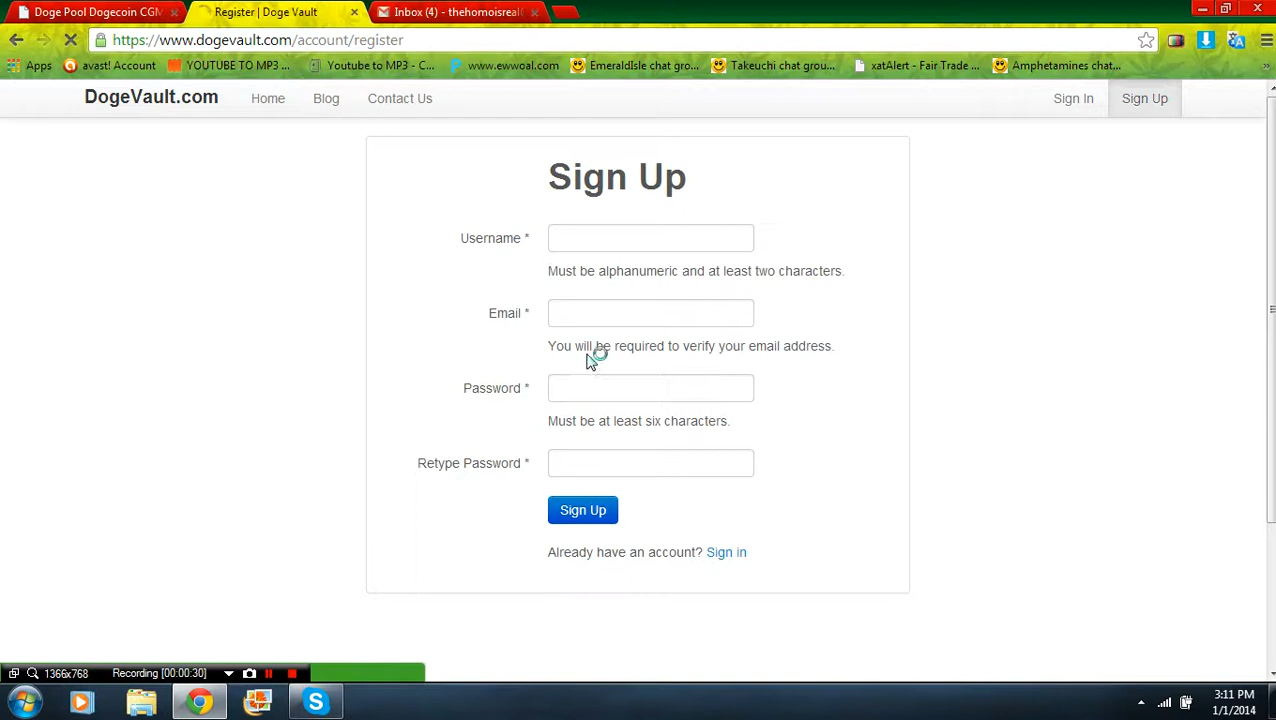 Doge Pool Dogecoin CGM
Register | Doge Vault
Inbox (4) - thehomoisreal
https://www.dogevault.com/account/register
Apps
avast! Account
YOUTUBE TO MP3 ...
Youtube to MP3 - C...
www.ewwoal.com
EmeraldIsle chat gro...
Takeuchi chat grou...
xatAlert - Fair Trade ...
Amphetamines chat...
»
DogeVault.com
Home
Blog
Contact Us
Sign In
Sign Up
Sign Up
Username *
Must be alphanumeric and at least two characters.
Email *
You will be required to verify your email address.
Password *
Must be at least six characters.
Retype Password *
Sign Up
Already have an account? Sign in
1366x768
Recording [00:00:30]
3:11 PM
1/1/2014